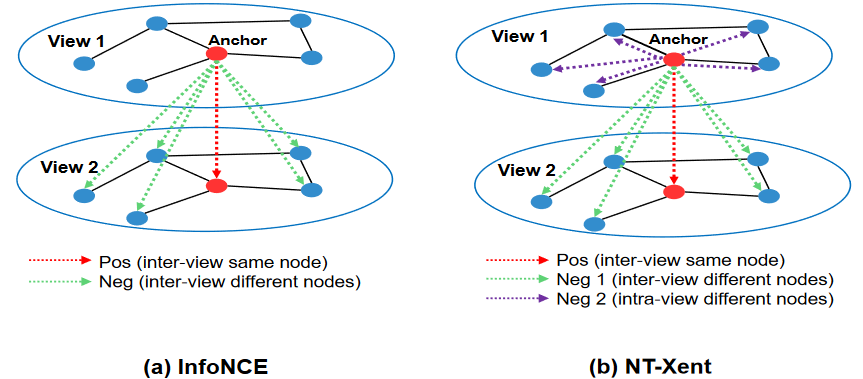 View 1
Anchor
View 2
Pos (inter-view same node)
Neg (inter-view different nodes)
(a) InfoNCE
View 1
Anchor
View 2
Pos (inter-view same node)
Neg 1 (inter-view different nodes)
Neg 2 (intra-view different nodes)
(b) NT-Xent